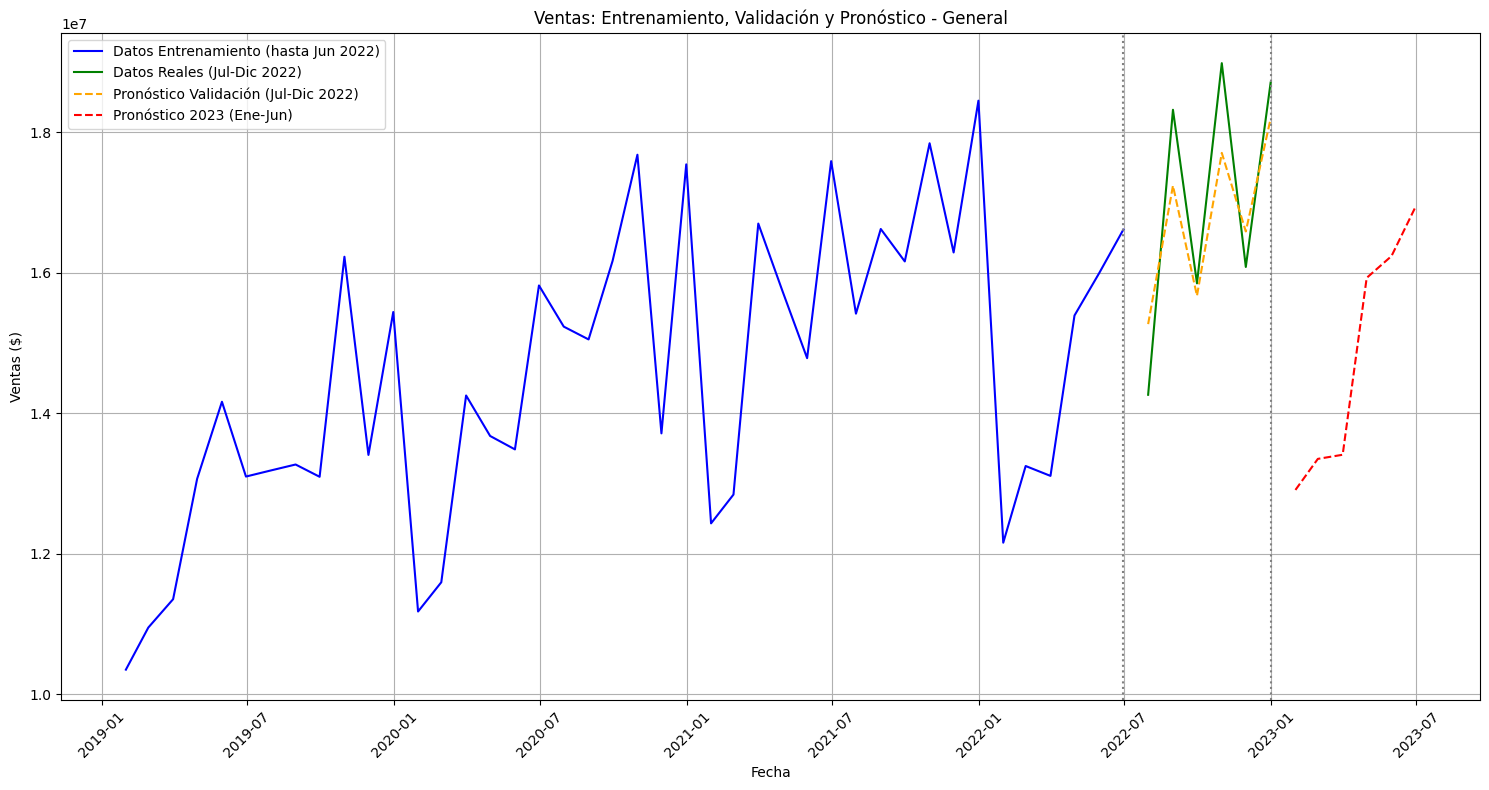 Ventas: Entrenamiento, Validación y Pronóstico - General
1e7
Datos Entrenamiento (hasta Jun 2022)
Datos Reales (Jul-Dic 2022)
Pronóstico Validación (Jul-Dic 2022)
Pronóstico 2023 (Ene-Jun)
Ventas ($)
1.8
1.6
1.4
1.2
1.0
2019-01
2019-07
2020-01
2020-07
2021-01
2021-07
2022-01
2022-07
2023-01
2023-07
Fecha